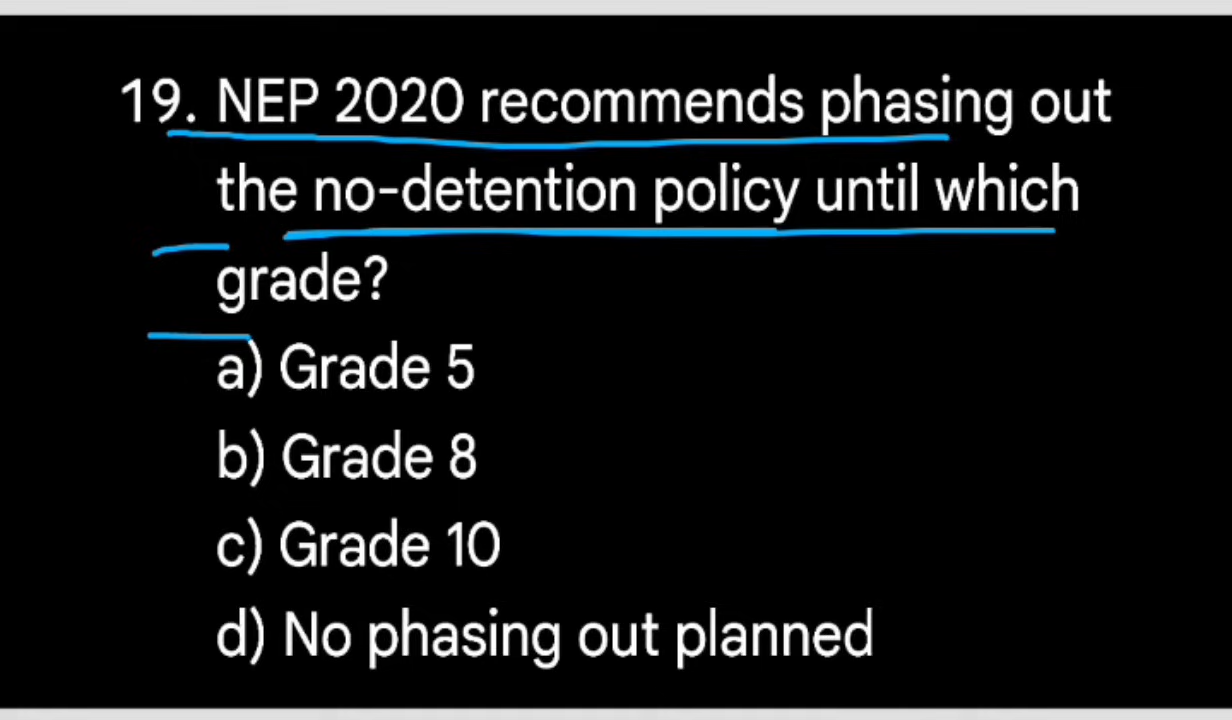 19. NEP 2020 recommends phasing out
the no-detention policy until which
grade?
a) Grade 5
b) Grade 8
c) Grade 10
d) No phasing out planned